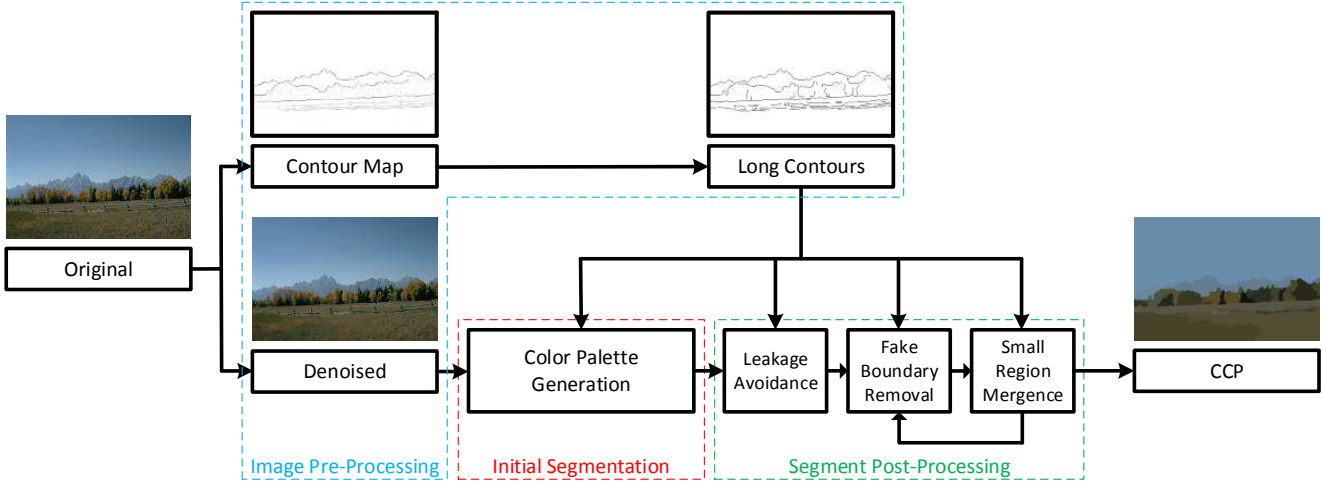 Contour Map
Long Contours
Original
Denoised
Color Palette
Generation
Leakage
Avoidance
Fake
Boundary
Removal
Small
Region
Mergence
CCP
Image Pre-Processing
Initial Segmentation
Segment Post-Processing